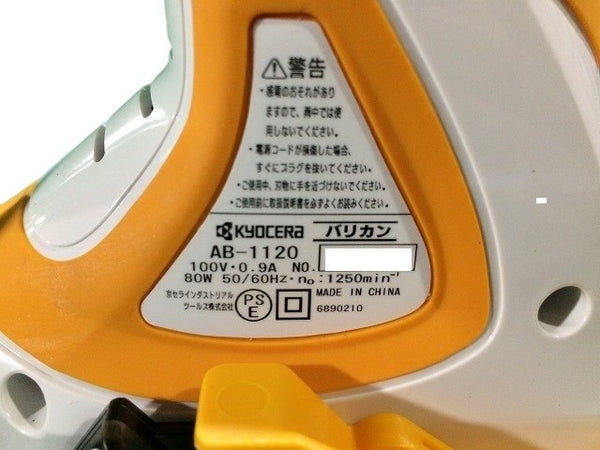 ⚠警告
・感電のおそれがあり
ますので、雨中では使
用しないでください。
・電源コードが損傷した場合、
すぐにプラグを抜いてください。
・ご使用中、刃物に手を近づけないでください。
・ご使用前に取扱説明書を必ずよくお読みください。
KYOCERA バリカン
AB-1120
100V・0.9A NO.
80W 50/60HZ・n₀:1250min⁻¹
京セラインダストリアル
ツールズ株式会社
PS
E
MADE IN CHINA
6890210